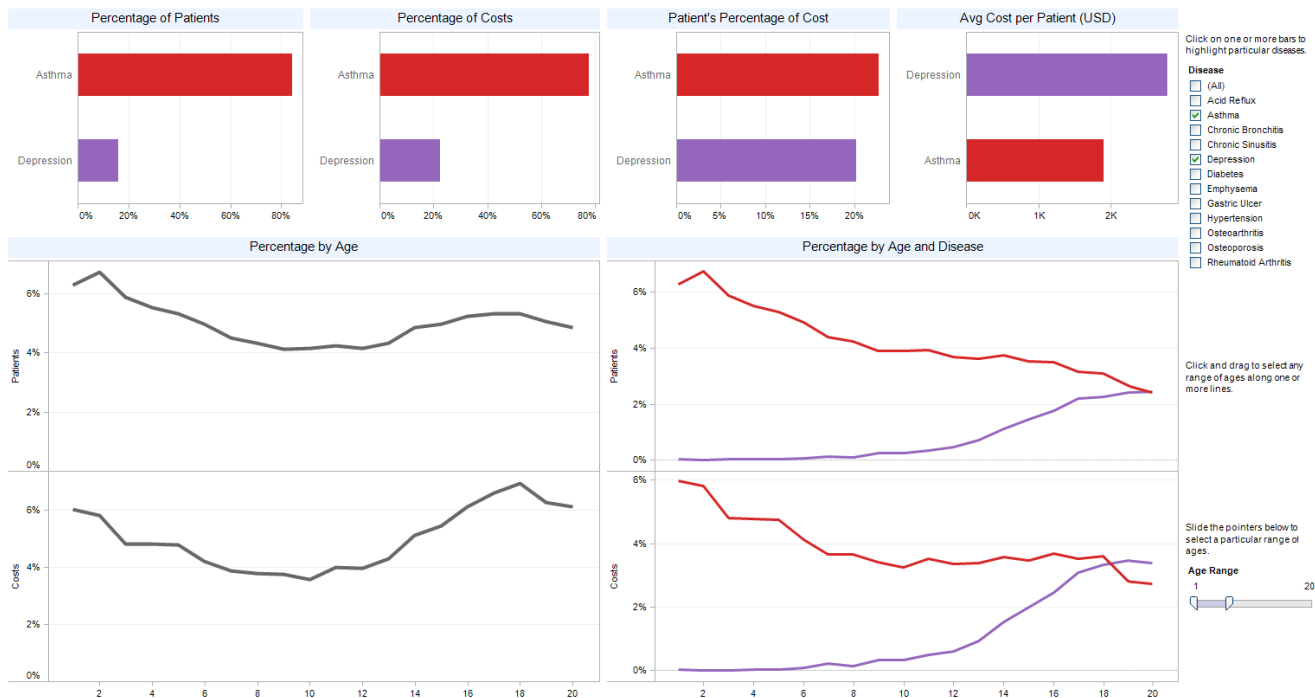 Percentage of Patients
Asthma
Depression
0% 20% 40% 60% 80%
Percentage of Costs
Asthma
Depression
0% 20% 40% 60% 80%
Patient's Percentage of Cost
Asthma
Depression
0% 5% 10% 15% 20%
Avg Cost per Patient (USD)
Depression
Asthma
0K 1K 2K
Click on one or more bars to
highlight particular diseases.
Disease
(All)
Acid Reflux
Asthma
Chronic Bronchitis
Chronic Sinusitis
Depression
Diabetes
Emphysema
Gastric Ulcer
Hypertension
Osteoarthritis
Osteoporosis
Rheumatoid Arthritis
Percentage by Age
Patients
6%
4%
2%
0%
Costs
6%
4%
2%
0%
2 4 6 8 10 12 14 16 18 20
Percentage by Age and Disease
Patients
6%
4%
2%
0%
Costs
6%
4%
2%
0%
2 4 6 8 10 12 14 16 18 20
Click and drag to select any
range of ages along one or
more lines.
Slide the pointers below to
select a particular range of
ages.
Age Range
1 20